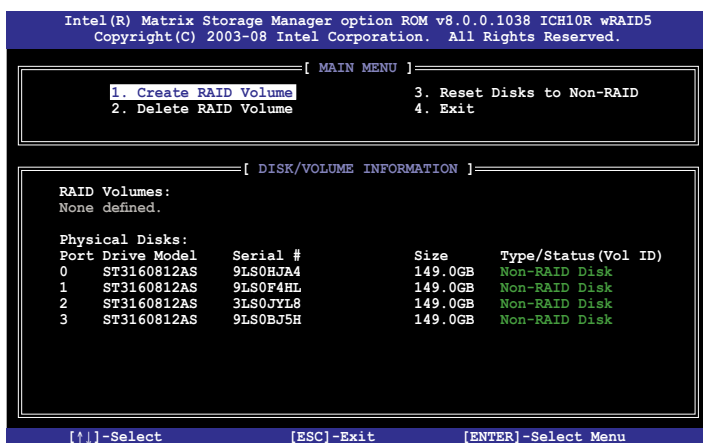 Intel(R) Matrix Storage Manager option ROM v8.0.0.1038 ICH10R wRAID5
Copyright(C) 2003-08 Intel Corporation. All Rights Reserved.
[ MAIN MENU ]
1. Create RAID Volume 3. Reset Disks to Non-RAID
2. Delete RAID Volume 4. Exit
[ DISK/VOLUME INFORMATION ]
RAID Volumes:
None defined.
Physical Disks:
Port Drive Model Serial # Size Type/Status(Vol ID)
0 ST3160812AS 9LS0HJA4 149.0GB Non-RAID Disk
1 ST3160812AS 9LS0F4HL 149.0GB Non-RAID Disk
2 ST3160812AS 3LS0JYL8 149.0GB Non-RAID Disk
3 ST3160812AS 9LS0BJ5H 149.0GB Non-RAID Disk
[↑↓]-Select [ESC]-Exit [ENTER]-Select Menu